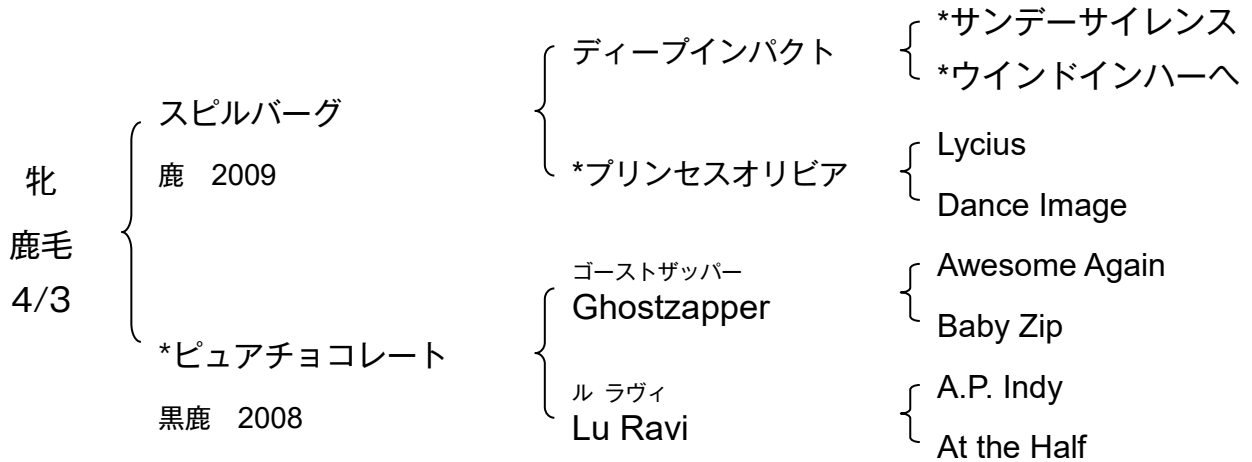 牝
鹿毛
4/3
スピルバーグ
鹿 2009
*ピュアチョコレート
黒鹿 2008
ディープインパクト
*プリンセスオリビア
ゴーストザッパー
Ghostzapper
ル ラヴィ
Lu Ravi
*サンデーサイレンス
*ウインドインハーヘ
Lycius
Dance Image
Awesome Again
Baby Zip
A.P. Indy
At the Half